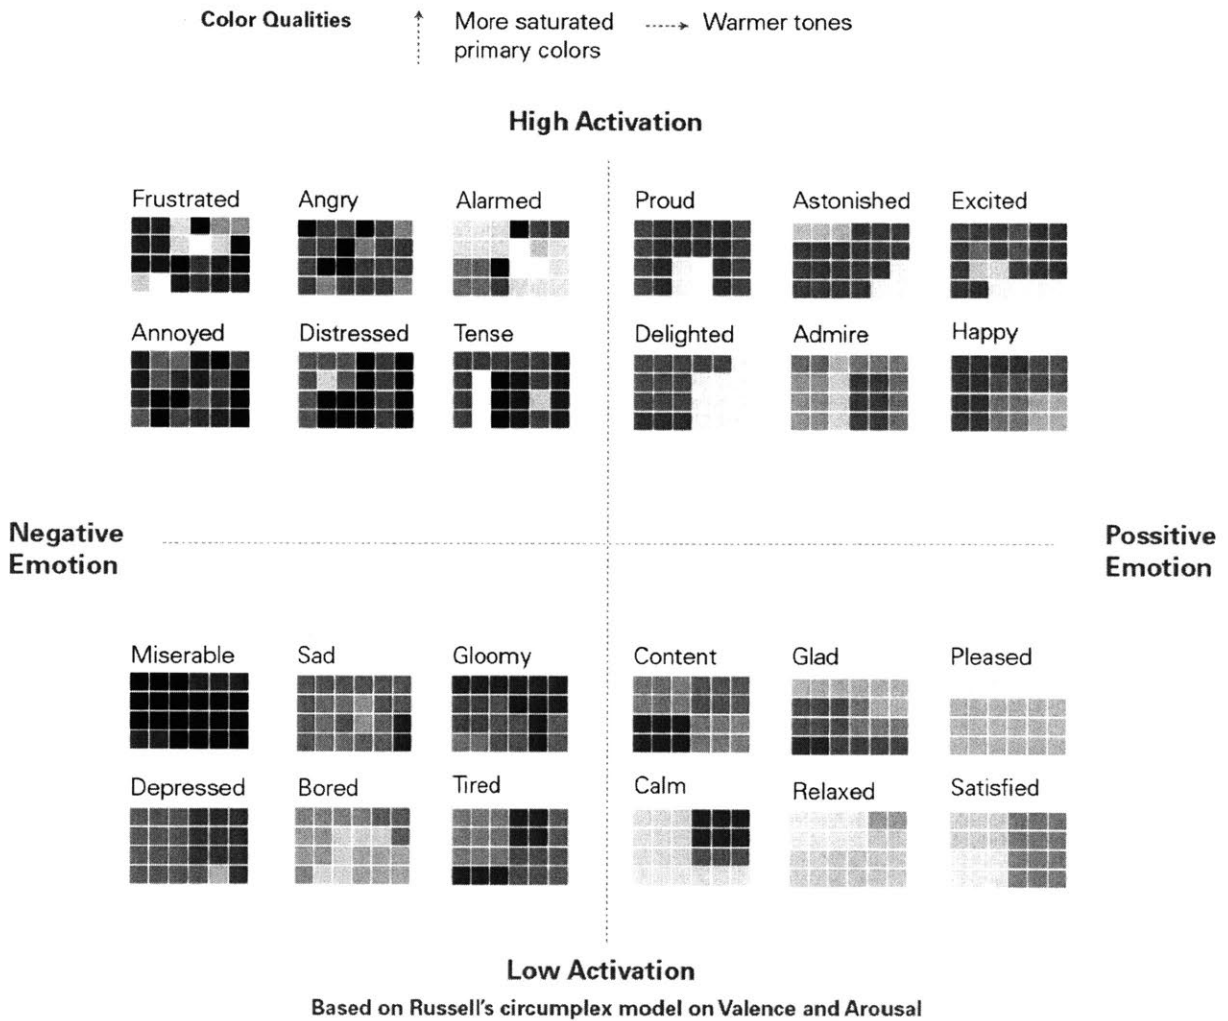 Color Qualities
More saturated
primary colors
Warmer tones
High Activation
Frustrated
Angry
Alarmed
Proud
Astonished
Excited
Annoyed
Distressed
Tense
Delighted
Admire
Happy
Negative
Emotion
Possitive
Emotion
Miserable
Sad
Gloomy
Content
Glad
Pleased
Depressed
Bored
Tired
Calm
Relaxed
Satisfied
Low Activation
Based on Russell's circumplex model on Valence and Arousal